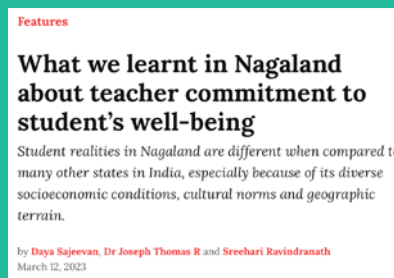 Features
What we learnt in Nagaland
about teacher commitment to
student's well-being
Student realities in Nagaland are different when compared to
many other states in India, especially because of its diverse
socioeconomic conditions, cultural norms and geographic
terrain.
by Daya Sajeevan, Dr Joseph Thomas R and Sreehari Ravindranath
March 12, 2023